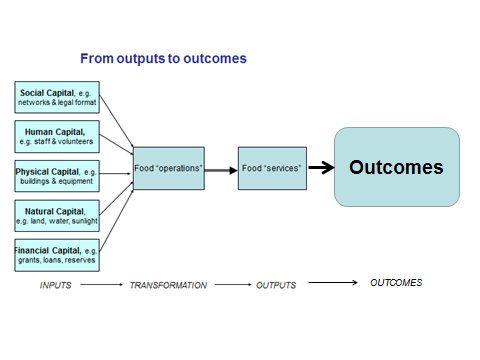 From outputs to outcomes
Social Capital, e.g.
networks & legal format
Human Capital,
e.g. staff & volunteers
Physical Capital, e.g.
buildings & equipment
Natural Capital,
e.g. land, water, sunlight
Financial Capital, e.g.
grants, loans, reserves
Food “operations”
Food “services”
Outcomes
INPUTS TRANSFORMATION OUTPUTS OUTCOMES